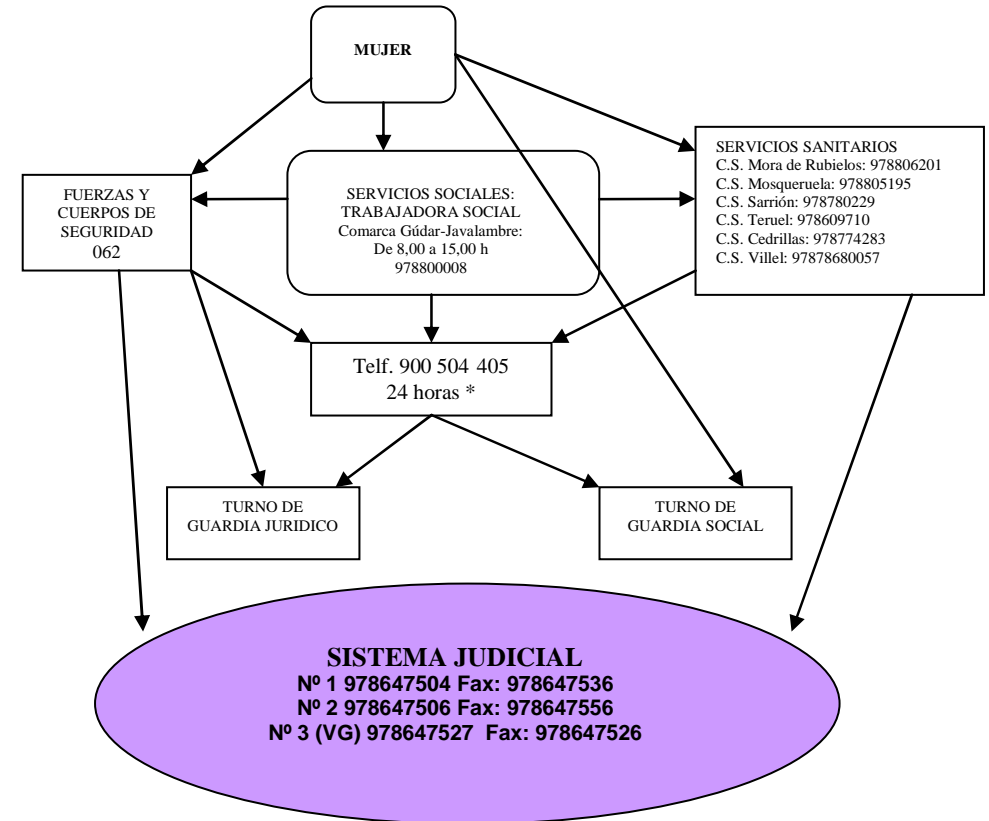 MUJER
SERVICIOS SANITARIOS
C.S. Mora de Rubielos: 978806201
C.S. Mosqueruela: 978805195
C.S. Sarrión: 978780229
C.S. Teruel: 978609710
C.S. Cedrillas: 978774283
C.S. Villel: 97878680057
FUERZAS Y
CUERPOS DE
SEGURIDAD
062
SERVICIOS SOCIALES:
TRABAJADORA SOCIAL
Comarca Gúdar-Javalambre:
De 8,00 a 15,00 h
978800008
Telf. 900 504 405
24 horas *
TURNO DE
GUARDIA JURIDICO
TURNO DE
GUARDIA SOCIAL
SISTEMA JUDICIAL
Nº 1 978647504 Fax: 978647536
Nº 2 978647506 Fax: 978647556
Nº 3 (VG) 978647527  Fax: 978647526